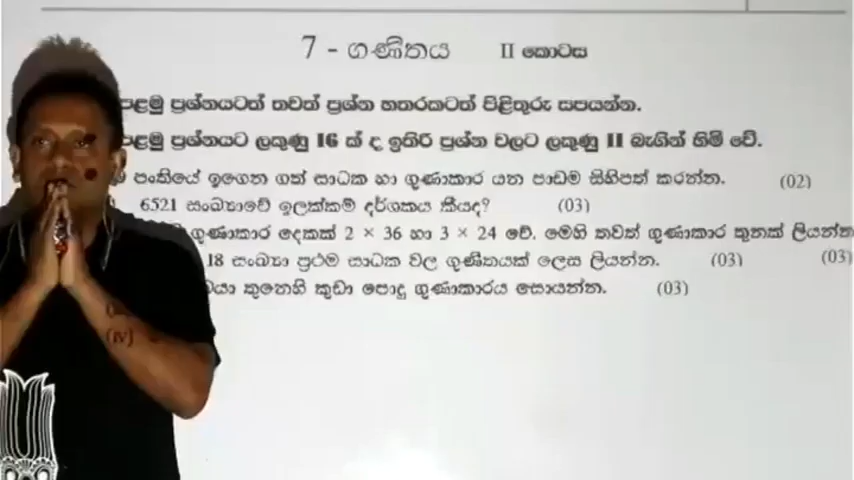 7 - ගණිතය II කොටස
පළමු ප්‍රශ්නයටත් තවත් ප්‍රශ්න හතරකටත් පිළිතුරු සපයන්න.
පළමු ප්‍රශ්නයට ලකුණු 16 ක් ද ඉතිරි ප්‍රශ්න වලට ලකුණු 11 බැගින් හිමි වේ.
පංතියේ ඉගෙන ගත් සාධක හා ගුණාකාර යන පාඩම සිහිපත් කරන්න. (02)
6521 සංඛ්‍යාවේ ඉලක්කම් දර්ශකය කීයද? (03)
ගුණාකාර දෙකක් 2 × 36 හා 3 × 24 වේ. මෙහි තවත් ගුණාකාර තුනක් ලියන්න (03)
18 සංඛ්‍යා ප්‍රථම සාධක වල ගුණිතයක් ලෙස ලියන්න. (03)
තුනෙහි කුඩා පොදු ගුණාකාරය සොයන්න. (03)
(iv)